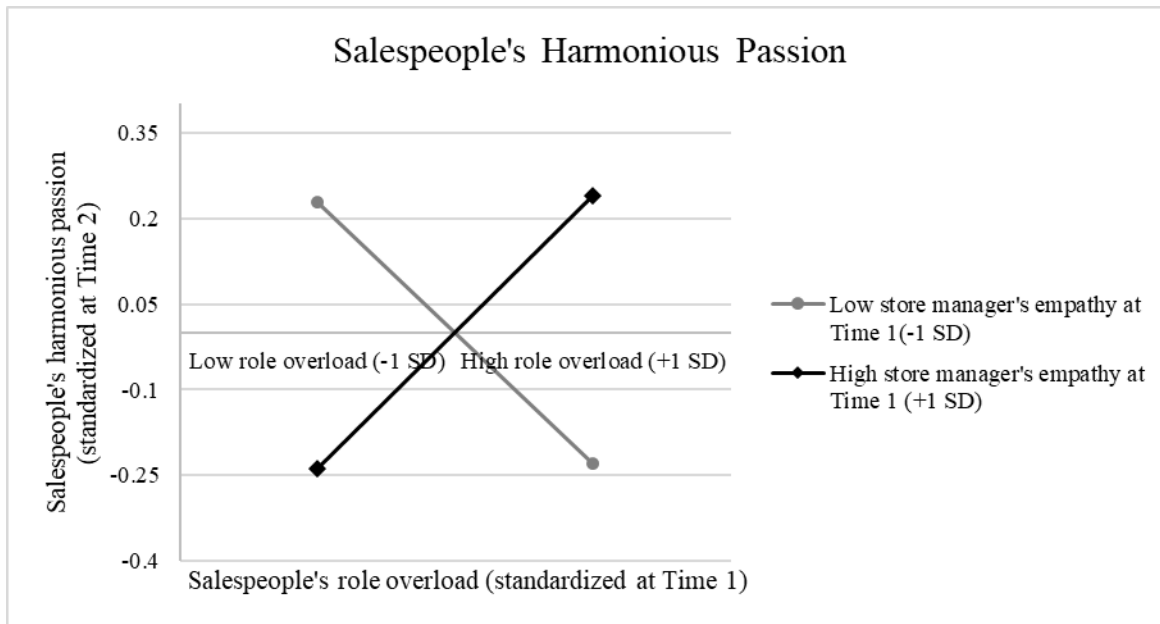 Salespeople's Harmonious Passion
Salespeople's harmonious passion
(standardized at Time 2)
0.35
0.2
0.05
-0.1
-0.25
-0.4
Low role overload (-1 SD)
High role overload (+1 SD)
Salespeople's role overload (standardized at Time 1)
Low store manager's empathy at
Time 1(-1 SD)
High store manager's empathy at
Time 1 (+1 SD)